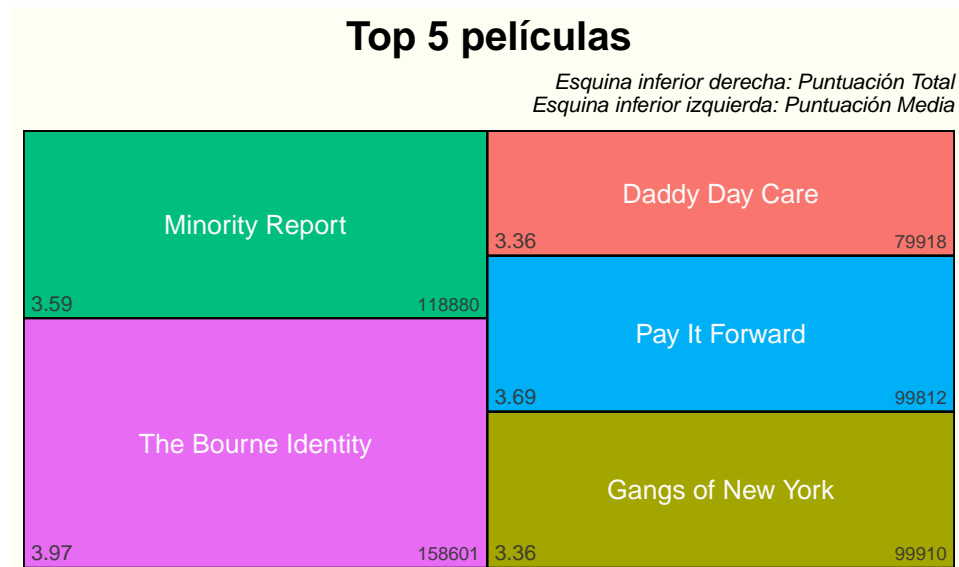 Top 5 películas
Esquina inferior derecha: Puntuación Total
Esquina inferior izquierda: Puntuación Media
Minority Report
3.59 118880
The Bourne Identity
3.97 158601
Daddy Day Care
3.36 79918
Pay It Forward
3.69 99812
Gangs of New York
3.36 99910